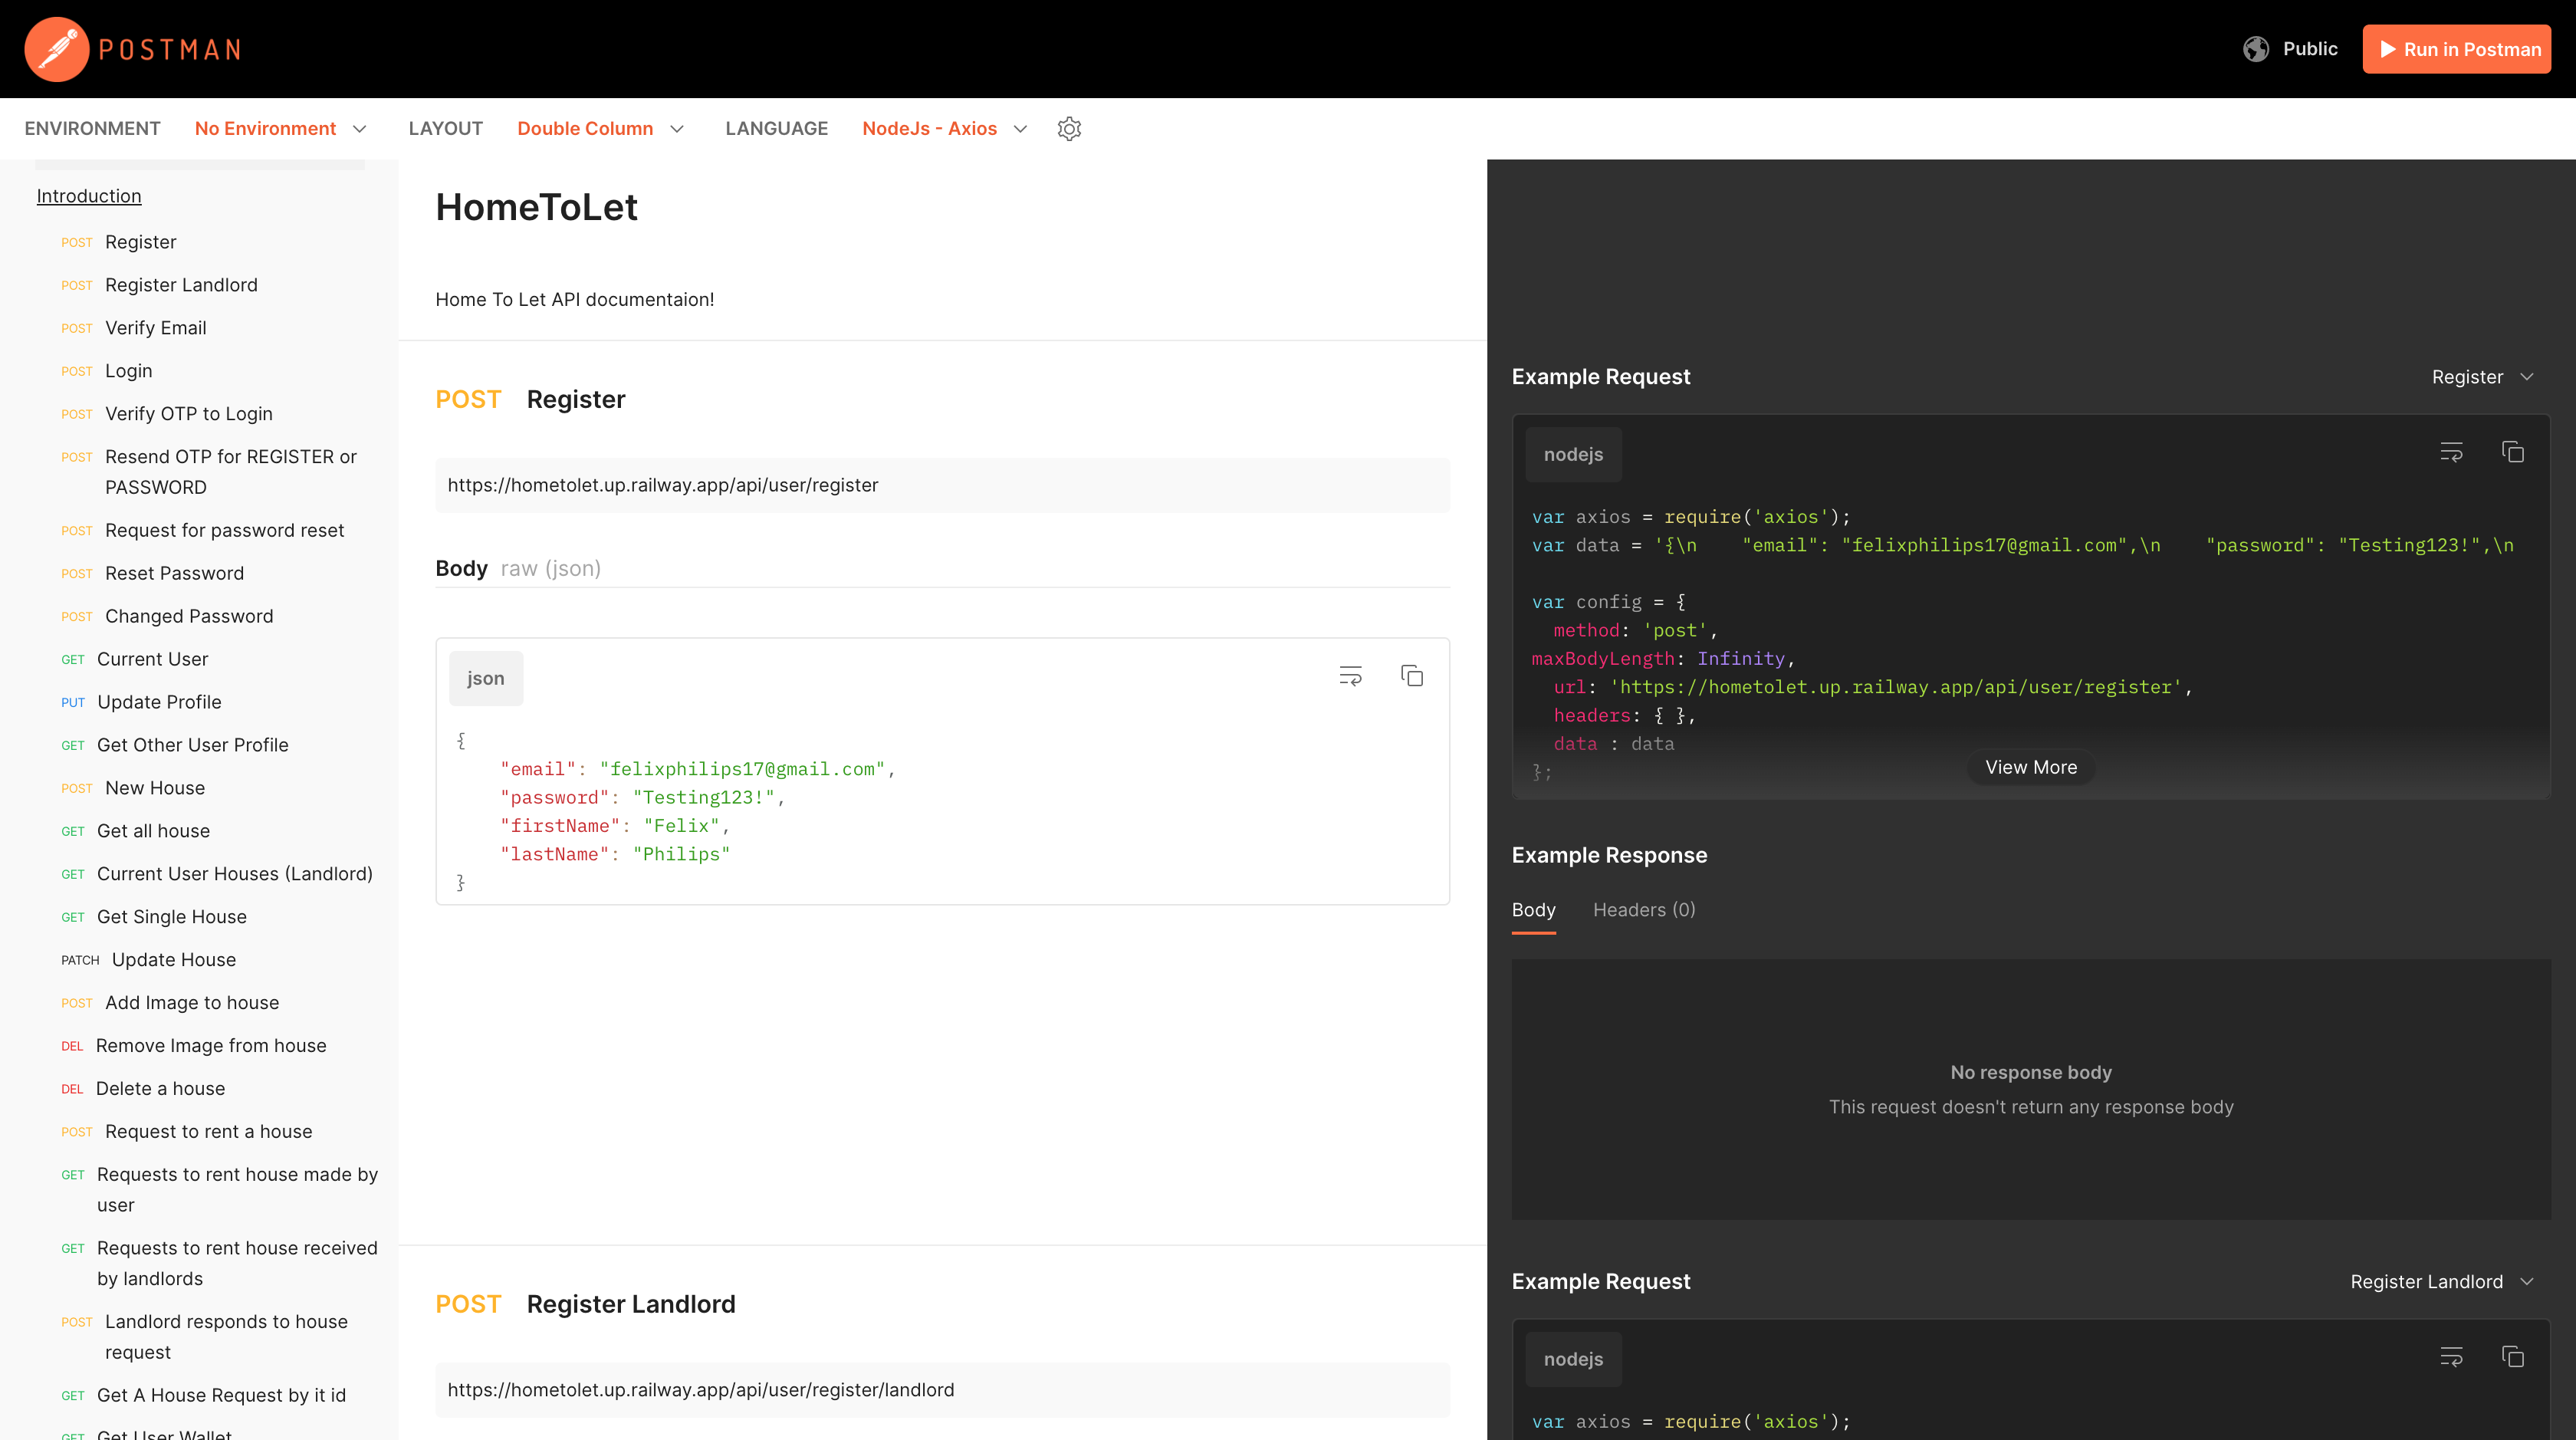 POSTMAN
Public
Run in Postman
ENVIRONMENT No Environment LAYOUT Double Column LANGUAGE NodeJs - Axios
Introduction
POST Register
POST Register Landlord
POST Verify Email
POST Login
POST Verify OTP to Login
POST Resend OTP for REGISTER or
PASSWORD
POST Request for password reset
POST Reset Password
POST Changed Password
GET Current User
PUT Update Profile
GET Get Other User Profile
POST New House
GET Get all house
GET Current User Houses (Landlord)
GET Get Single House
PATCH Update House
POST Add Image to house
DEL Remove Image from house
DEL Delete a house
POST Request to rent a house
GET Requests to rent house made by
user
GET Requests to rent house received
by landlords
POST Landlord responds to house
request
GET Get A House Request by it id
GET Get User Wallet
HomeToLet
Home To Let API documentaion!
POST Register
https://hometolet.up.railway.app/api/user/register
Body raw (json)
json
{
"email": "felixphilips17@gmail.com",
"password": "Testing123!",
"firstName": "Felix",
"lastName": "Philips"
}
POST Register Landlord
https://hometolet.up.railway.app/api/user/register/landlord
Example Request
Register
nodejs
var axios = require('axios');
var data = '{\n    "email": "felixphilips17@gmail.com",\n    "password": "Testing123!",\n
var config = {
method: 'post',
maxBodyLength: Infinity,
url: 'https://hometolet.up.railway.app/api/user/register',
headers: { },
data : data
};
View More
Example Response
Body Headers (0)
No response body
This request doesn't return any response body
Example Request
Register Landlord
nodejs
var axios = require('axios');